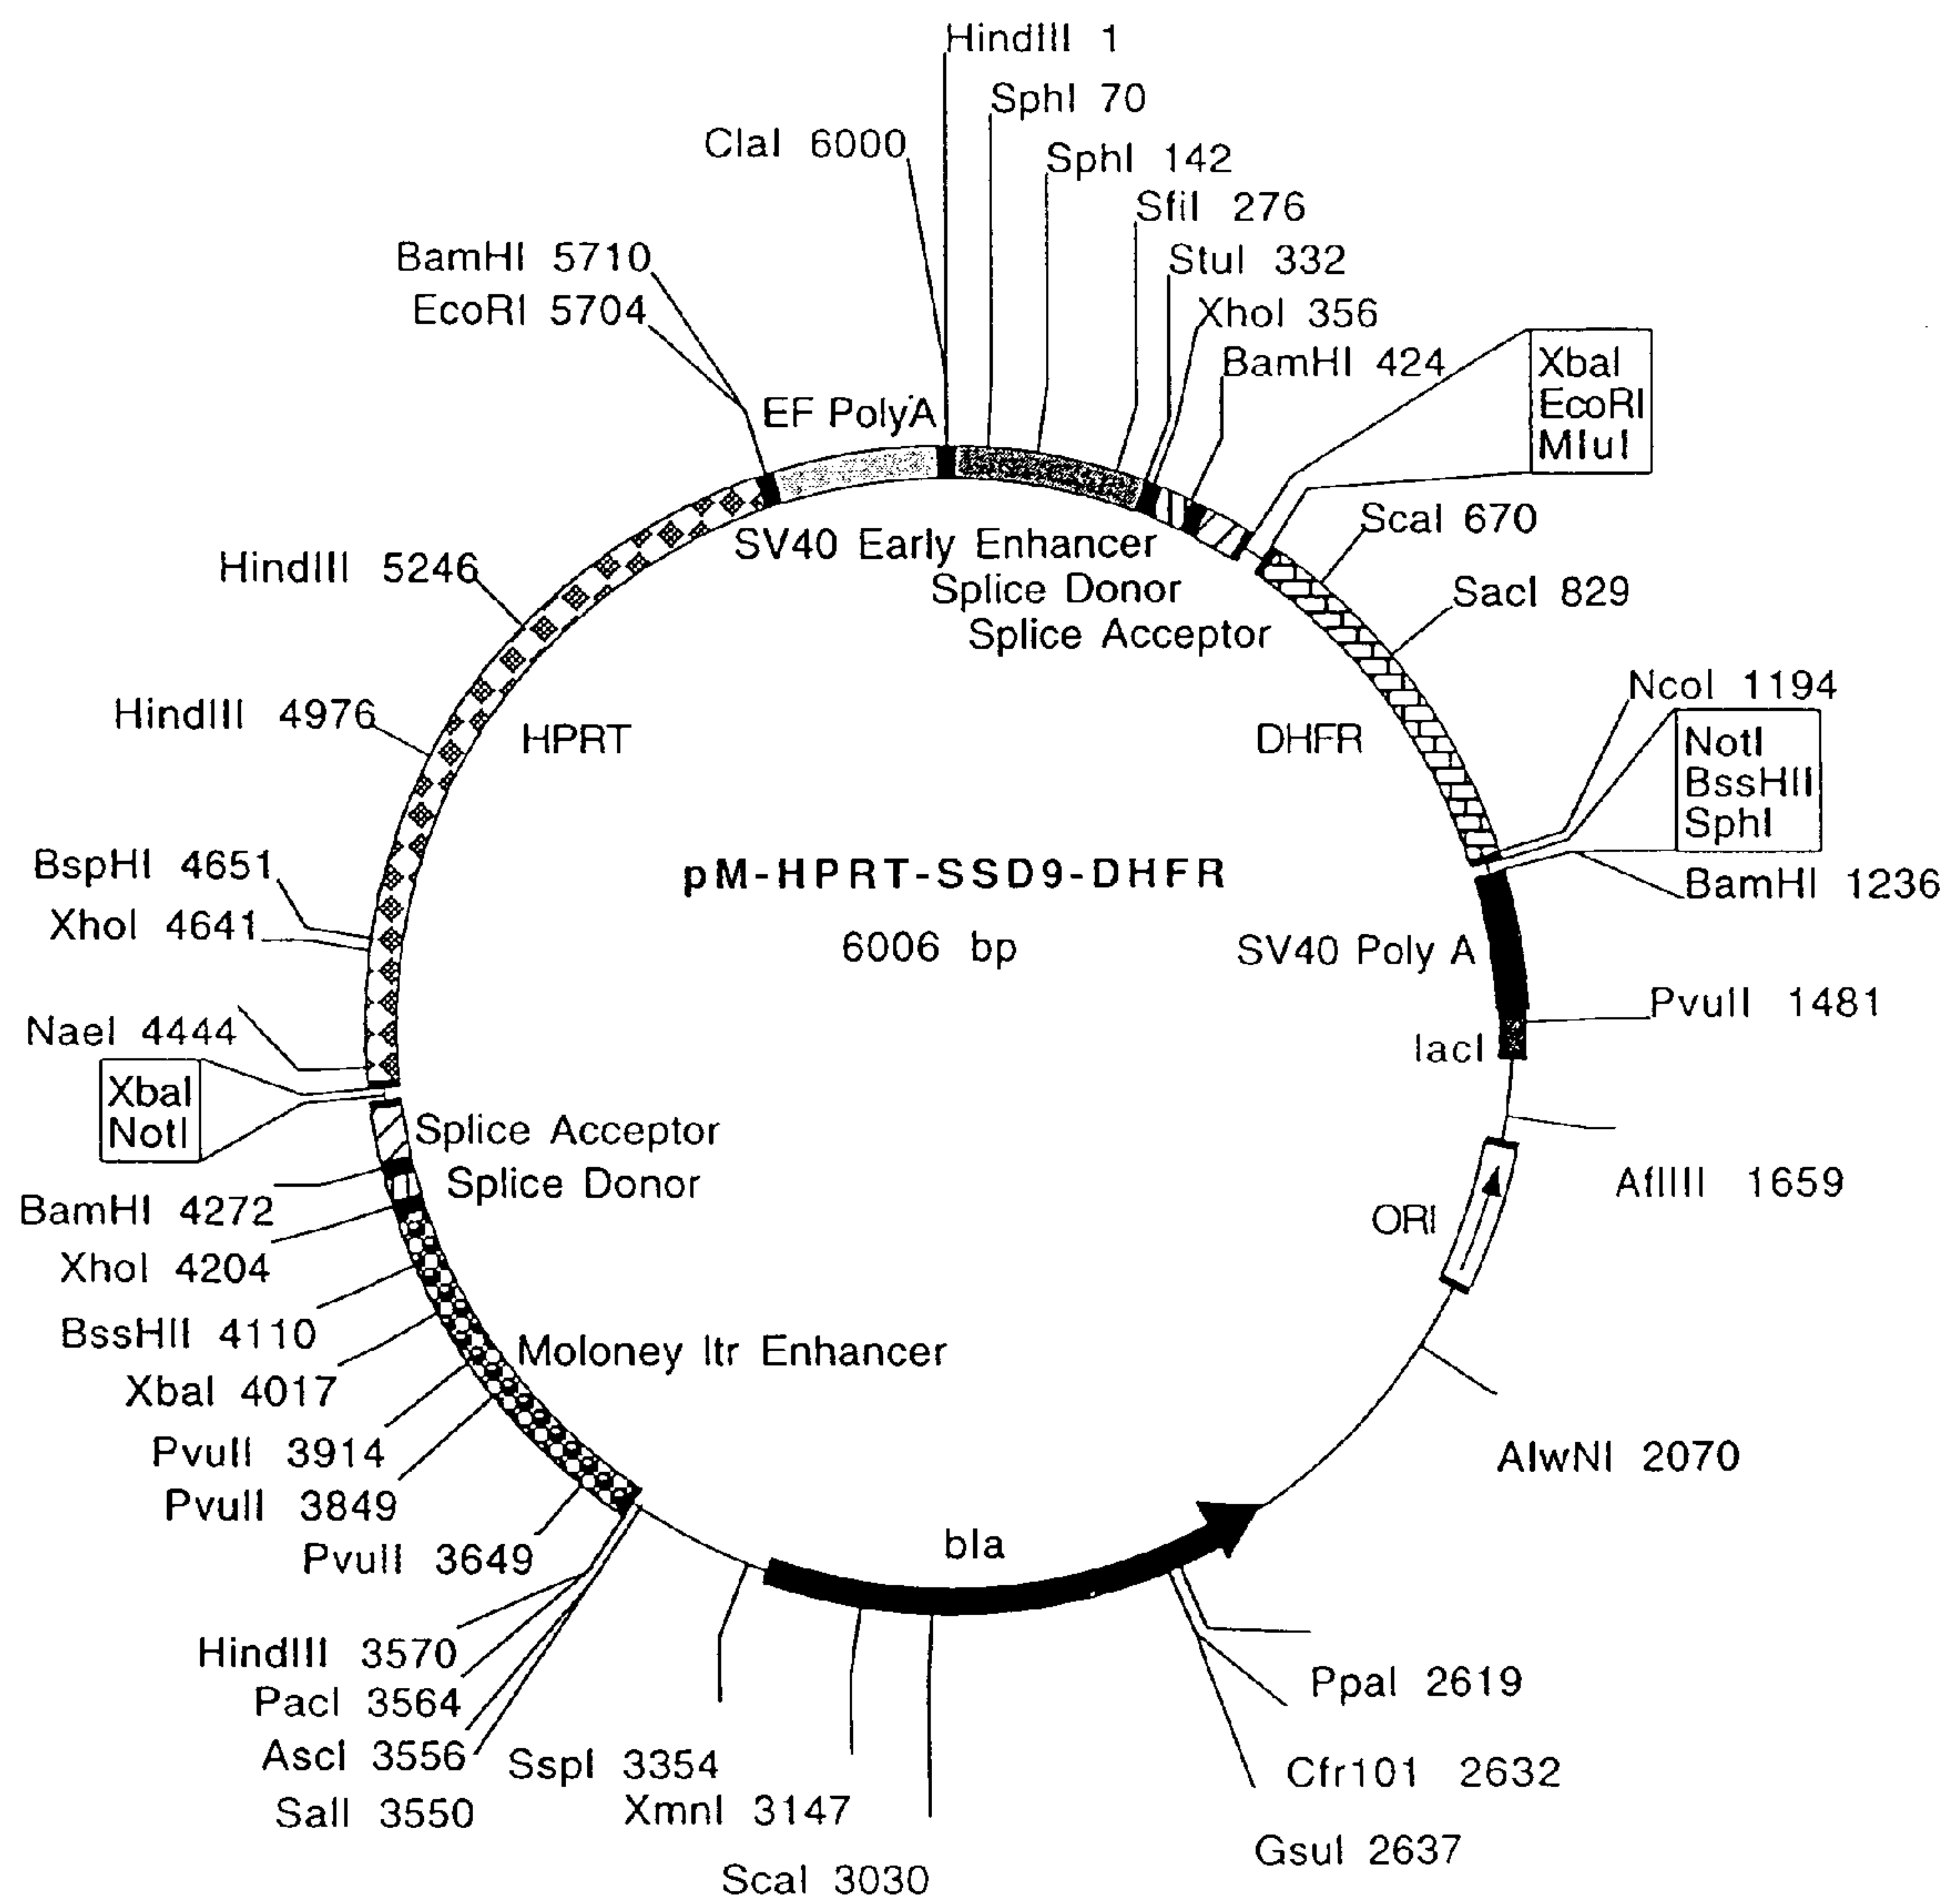 HindIII 1
SphI 70
ClaI 6000
SphI 142
SfiI 276
BamHI 5710
StuI 332
EcoRI 5704
XhoI 356
BamHI 424
XbaI
EcoRI
MluI
EF PolyA
ScaI 670
SV40 Early Enhancer
HindIII 5246
Splice Donor
SacI 829
Splice Acceptor
NcoI 1194
HindIII 4976
HPRT
DHFR
NotI
BssHII
SphI
BspHI 4651
pM-HPRT-SSD9-DHFR
BamHI 1236
XhoI 4641
6006 bp
SV40 Poly A
PvuII 1481
NaeI 4444
lacI
XbaI
NotI
Splice Acceptor
Splice Donor
AflIII 1659
BamHI 4272
ORI
XhoI 4204
BssHII 4110
Moloney ltr Enhancer
XbaI 4017
PvuII 3914
AlwNI 2070
PvuII 3849
bla
PvuII 3649
HindIII 3570
PpaI 2619
PacI 3564
AscI 3556
SspI 3354
Cfr101 2632
SalI 3550
XmnI 3147
GsuI 2637
ScaI 3030